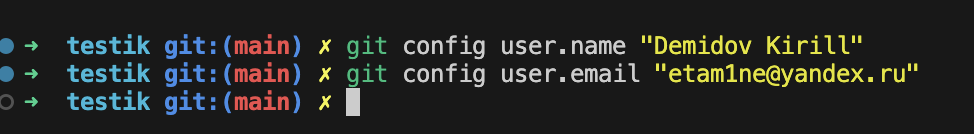 ➜ testik git:(main) ✗ git config user.name "Demidov Kirill"
➜ testik git:(main) ✗ git config user.email "etam1ne@yandex.ru"
➜ testik git:(main) ✗